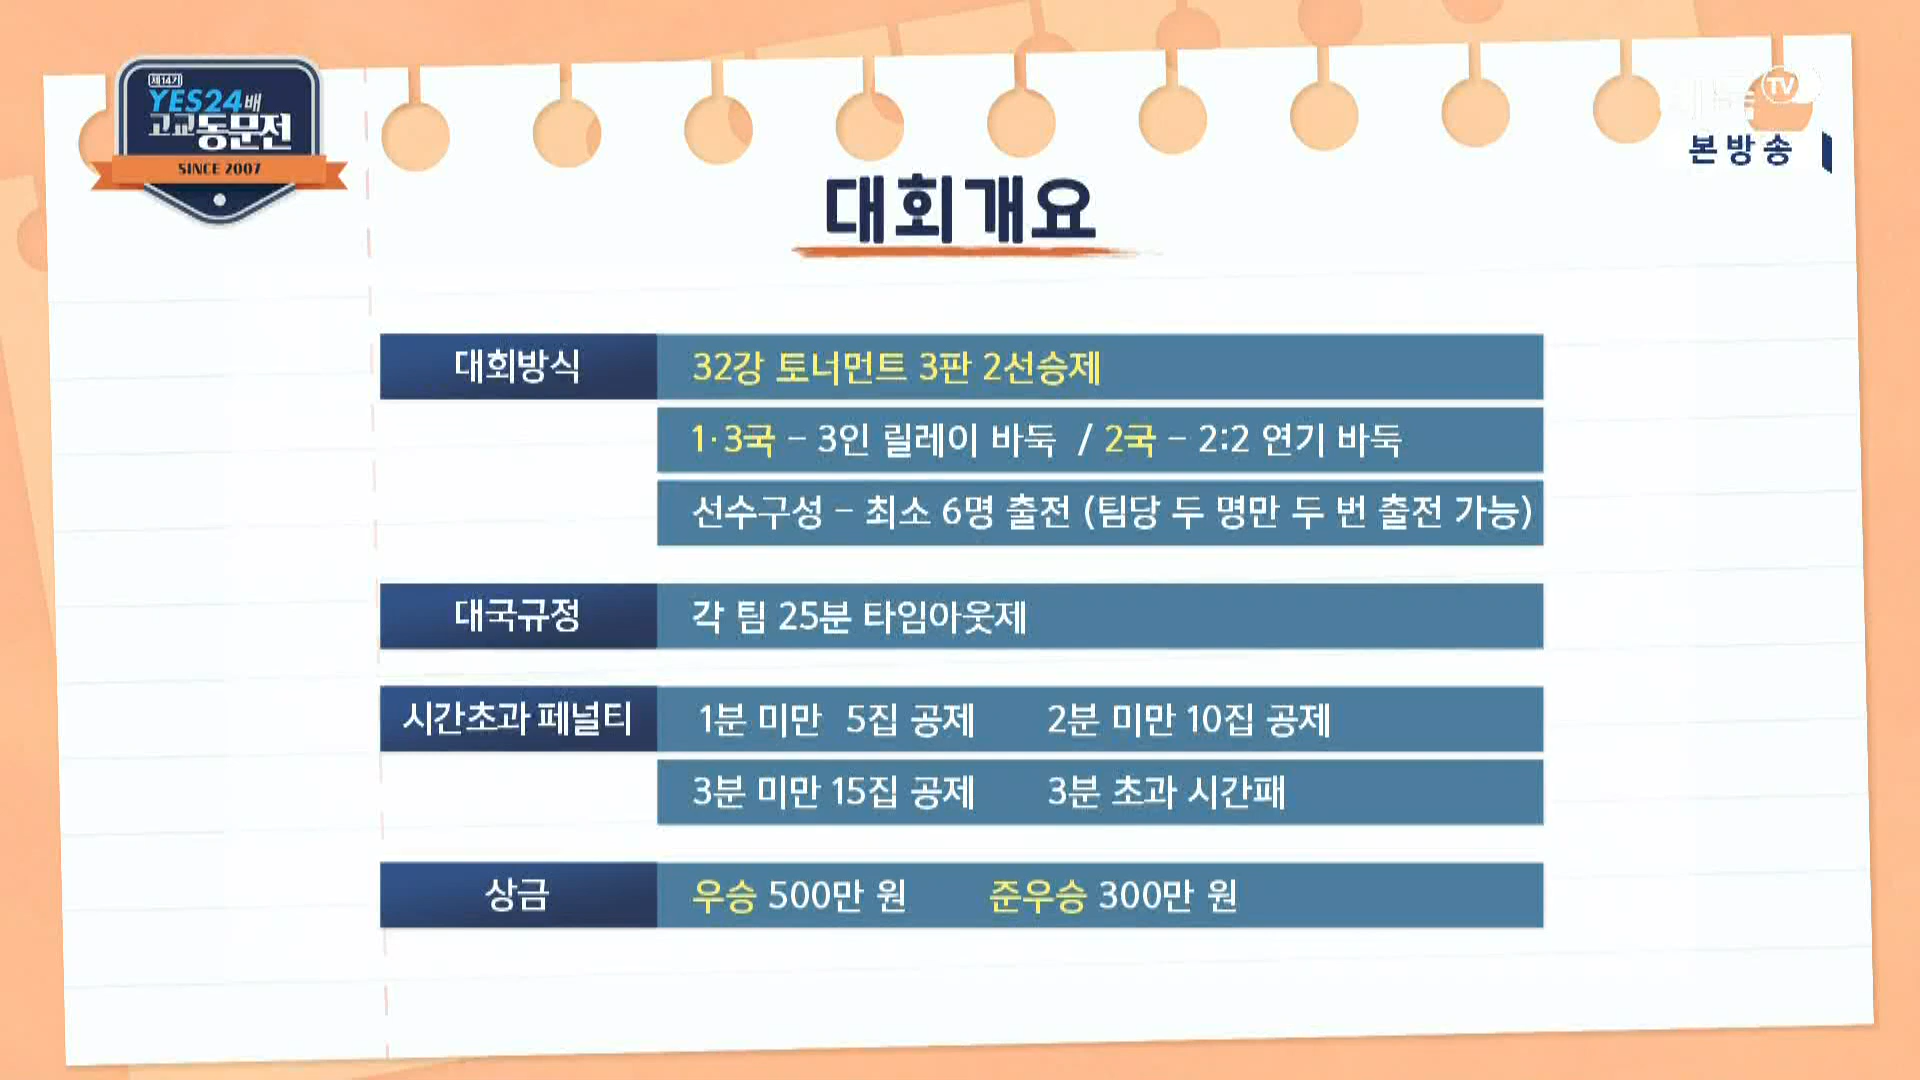 제14기
YES24배
고교동문전
SINCE 2007
TV
본방송
대회개요
대회방식 32강 토너먼트 3판 2선승제
1·3국 - 3인 릴레이 바둑 / 2국 - 2:2 연기 바둑
선수구성 - 최소 6명 출전 (팀당 두 명만 두 번 출전 가능)
대국규정 각 팀 25분 타임아웃제
시간초과 페널티 1분 미만 5집 공제 2분 미만 10집 공제
3분 미만 15집 공제 3분 초과 시간패
상금 우승 500만 원 준우승 300만 원